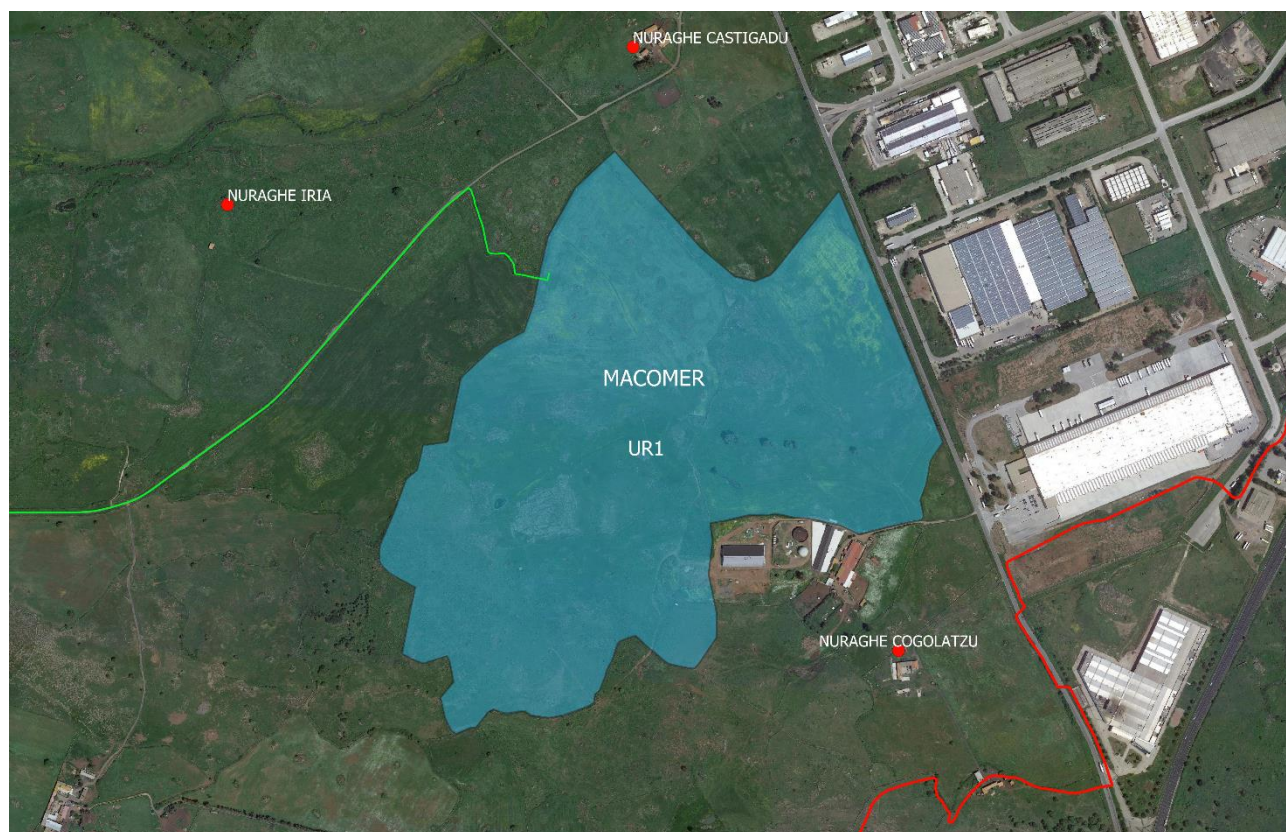 NURAGHE CASTIGADU
NURAGHE IRIA
MACOMER
UR1
NURAGHE COGOLATZU